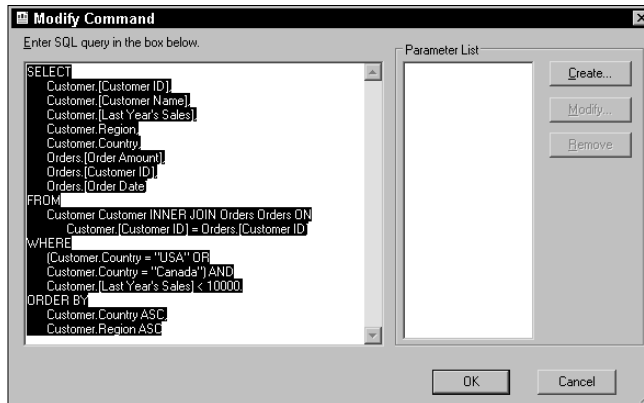 Modify Command
Enter SQL query in the box below.
SELECT
Customer.[Customer ID],
Customer.[Customer Name],
Customer.[Last Year's Sales],
Customer.Region,
Customer.Country,
Orders.[Order Amount],
Orders.[Customer ID],
Orders.[Order Date
FROM
Customer Customer INNER JOIN Orders Orders ON
Customer.[Customer ID] = Orders.[Customer ID
WHERE
(Customer.Country = "USA" OR
Customer.Country = "Canada") AND
Customer.[Last Year's Sales] < 10000.
ORDER BY
Customer.Country ASC,
Customer.Region ASC
Parameter List
Create...
Modify...
Remove
OK
Cancel